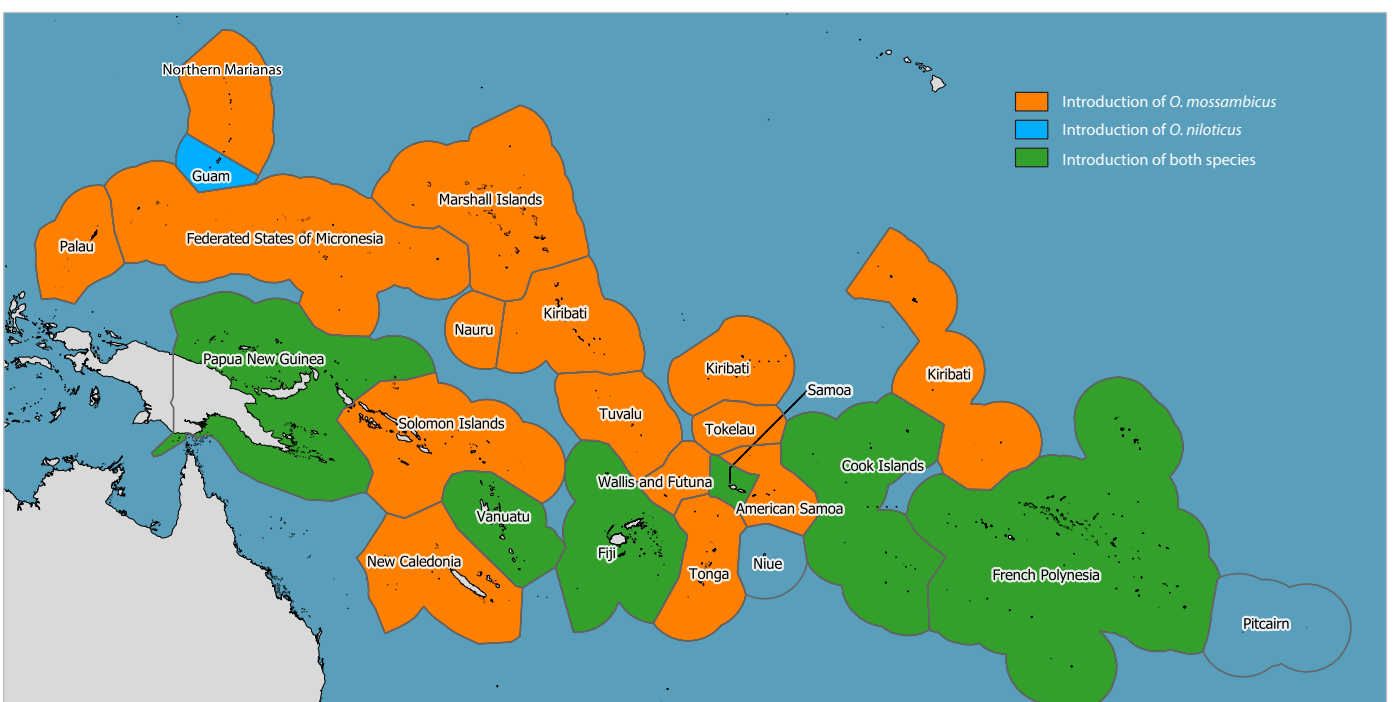 Northern Marianas
Introduction of O. mossambicus
Introduction of O. niloticus
Introduction of both species
Guam
Marshall Islands
Palau
Federated States of Micronesia
Nauru
Kiribati
Kiribati
Kiribati
Papua New Guinea
Samoa
Solomon Islands
Tuvalu
Tokelau
Cook Islands
Wallis and Futuna
American Samoa
Vanuatu
New Caledonia
Fiji
Tonga
Niue
French Polynesia
Pitcairn